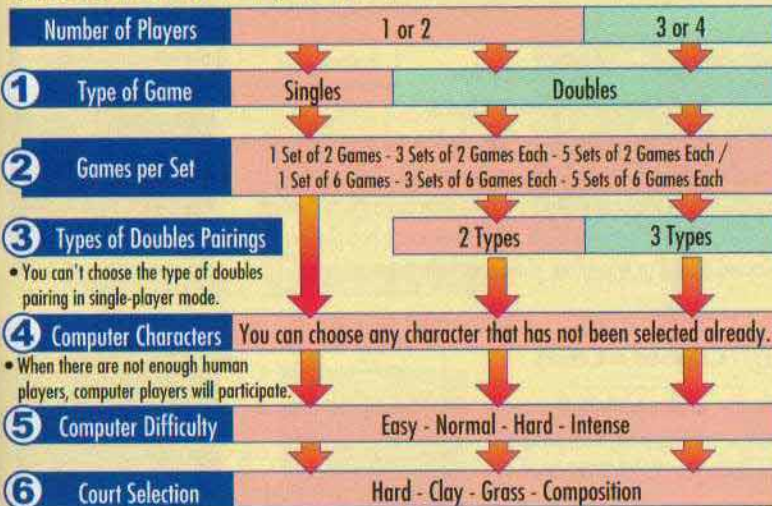 Number of Players 1 or 2 3 or 4
1 Type of Game Singles Doubles
2 Games per Set 1 Set of 2 Games - 3 Sets of 2 Games Each - 5 Sets of 2 Games Each /
1 Set of 6 Games - 3 Sets of 6 Games Each - 5 Sets of 6 Games Each
3 Types of Doubles Pairings 2 Types 3 Types
• You can't choose the type of doubles
pairing in single-player mode.
4 Computer Characters You can choose any character that has not been selected already.
• When there are not enough human
players, computer players will participate.
5 Computer Difficulty Easy - Normal - Hard - Intense
6 Court Selection Hard - Clay - Grass - Composition